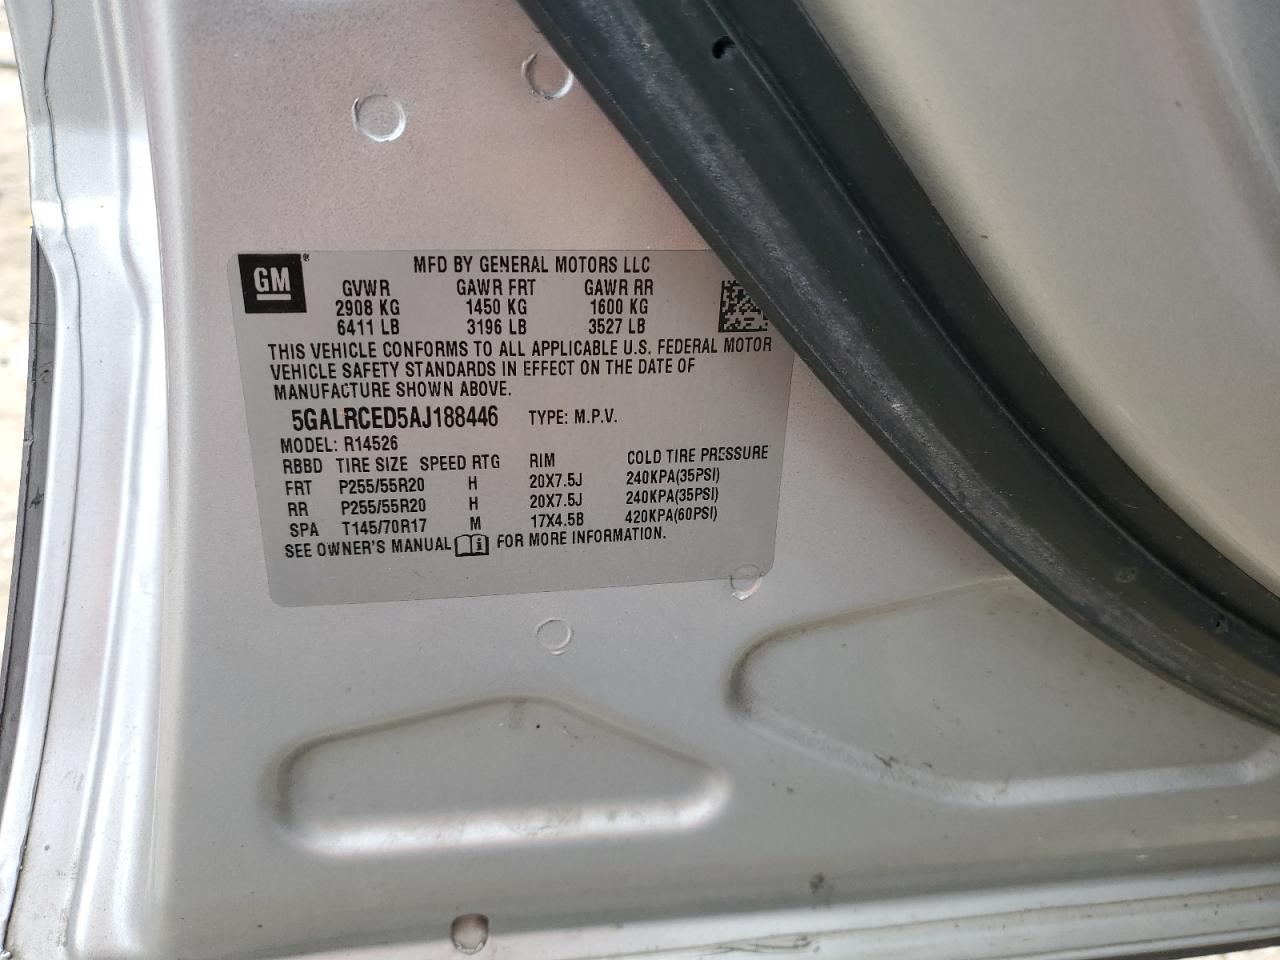 GM® MFD BY GENERAL MOTORS LLC
GVWR GAWR FRT GAWR RR
2908 KG 1450 KG 1600 KG
6411 LB 3196 LB 3527 LB
THIS VEHICLE CONFORMS TO ALL APPLICABLE U.S. FEDERAL MOTOR
VEHICLE SAFETY STANDARDS IN EFFECT ON THE DATE OF
MANUFACTURE SHOWN ABOVE.
5GALRCED5AJ188446 TYPE: M.P.V.
MODEL: R14526
RBBD TIRE SIZE SPEED RTG RIM COLD TIRE PRESSURE
FRT P255/55R20 H 20X7.5J 240KPA(35PSI)
RR P255/55R20 H 20X7.5J 240KPA(35PSI)
SPA T145/70R17 M 17X4.5B 420KPA(60PSI)
SEE OWNER'S MANUAL i FOR MORE INFORMATION.